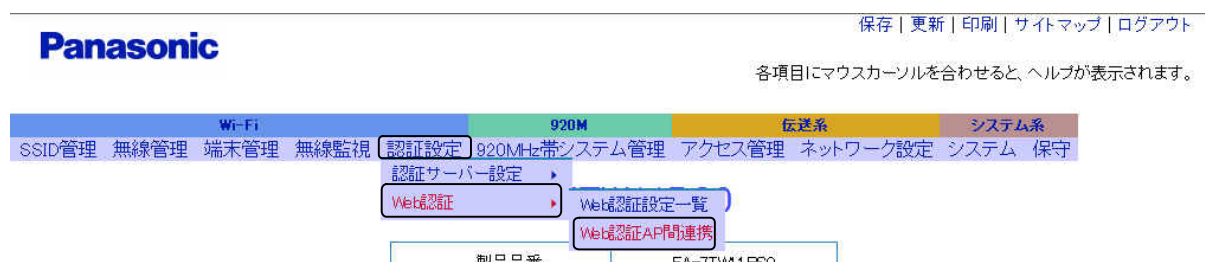 保存 | 更新 | 印刷 | サイトマップ | ログアウト
Panasonic
各項目にマウスカーソルを合わせると、ヘルプが表示されます。
Wi-Fi 920M 伝送系 システム系
SSID管理 無線管理 端末管理 無線監視 認証設定 920MHz帯システム管理 アクセス管理 ネットワーク設定 システム 保守
認証サーバー設定
Web認証 Web認証設定一覧
Web認証AP間連携
製品品番